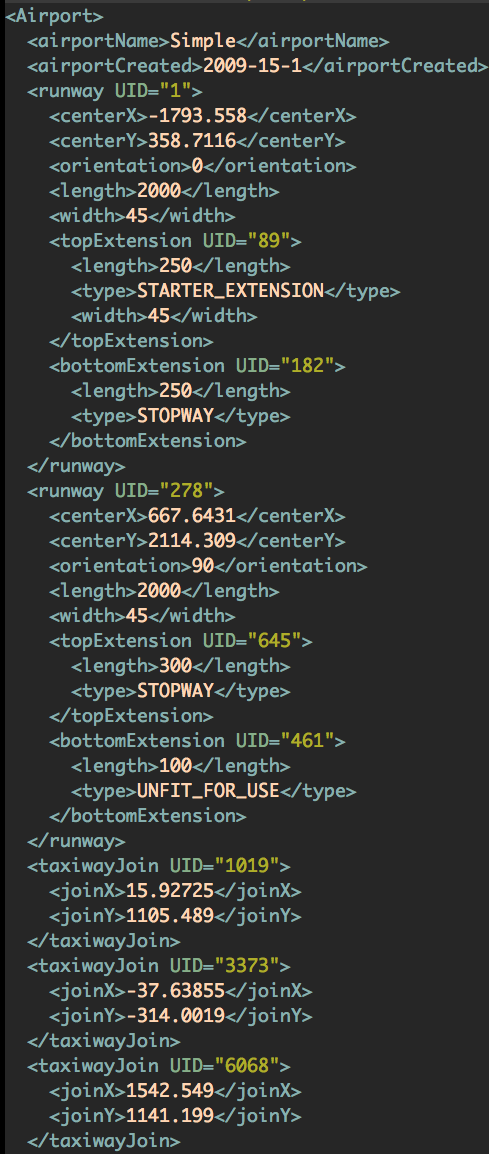 <Airport>
  <airportName>Simple</airportName>
  <airportCreated>2009-15-1</airportCreated>
  <runway UID="1">
    <centerX>-1793.558</centerX>
    <centerY>358.7116</centerY>
    <orientation>0</orientation>
    <length>2000</length>
    <width>45</width>
    <topExtension UID="89">
      <length>250</length>
      <type>STARTER_EXTENSION</type>
      <width>45</width>
    </topExtension>
    <bottomExtension UID="182">
      <length>250</length>
      <type>STOPWAY</type>
    </bottomExtension>
  </runway>
  <runway UID="278">
    <centerX>667.6431</centerX>
    <centerY>2114.309</centerY>
    <orientation>90</orientation>
    <length>2000</length>
    <width>45</width>
    <topExtension UID="645">
      <length>300</length>
      <type>STOPWAY</type>
    </topExtension>
    <bottomExtension UID="461">
      <length>100</length>
      <type>UNFIT_FOR_USE</type>
    </bottomExtension>
  </runway>
  <taxiwayJoin UID="1019">
    <joinX>15.92725</joinX>
    <joinY>1105.489</joinY>
  </taxiwayJoin>
  <taxiwayJoin UID="3373">
    <joinX>-37.63855</joinX>
    <joinY>-314.0019</joinY>
  </taxiwayJoin>
  <taxiwayJoin UID="6068">
    <joinX>1542.549</joinX>
    <joinY>1141.199</joinY>
  </taxiwayJoin>